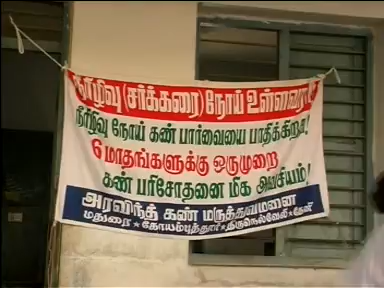 நீரிழிவு (சர்க்கரை) நோய் உள்ளவரா?
நீரிழிவு நோய் கண் பார்வையை பாதிக்கிறது!
6 மாதங்களுக்கு ஒருமுறை
கண் பரிசோதனை மிக அவசியம்!
அரவிந்த் கண் மருத்துவமனை
மதுரை ★ கோயம்புத்தூர் ★ திருநெல்வேலி ★ தேனி